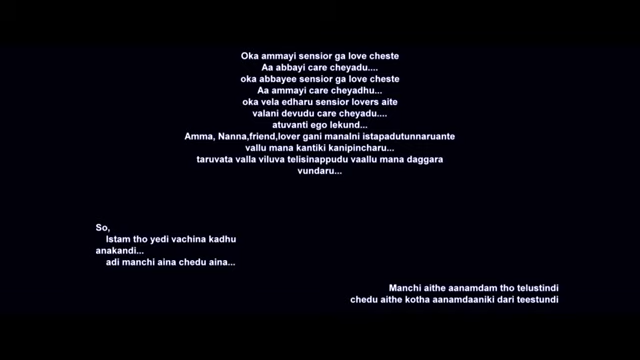 Oka ammayi sensior ga love cheste
Aa abbayi care cheyadu....
oka abbayee sensior ga love cheste
Aa ammayi care cheyadhu...
oka vela edharu sensior lovers aite
valani devudu care cheyadu....
atuvanti ego lekund...
Amma, Nanna,friend,lover gani manalni istapadutunnaruante
vallu mana kantiki kanipincharu...
taruvata valla viluva telisinappudu vaallu mana daggara
vundaru...
So,
Istam tho yedi vachina kadhu
anakandi...
adi manchi aina chedu aina...
Manchi aithe aanamdam tho telustindi
chedu aithe kotha aanamdaaniki dari teestundi